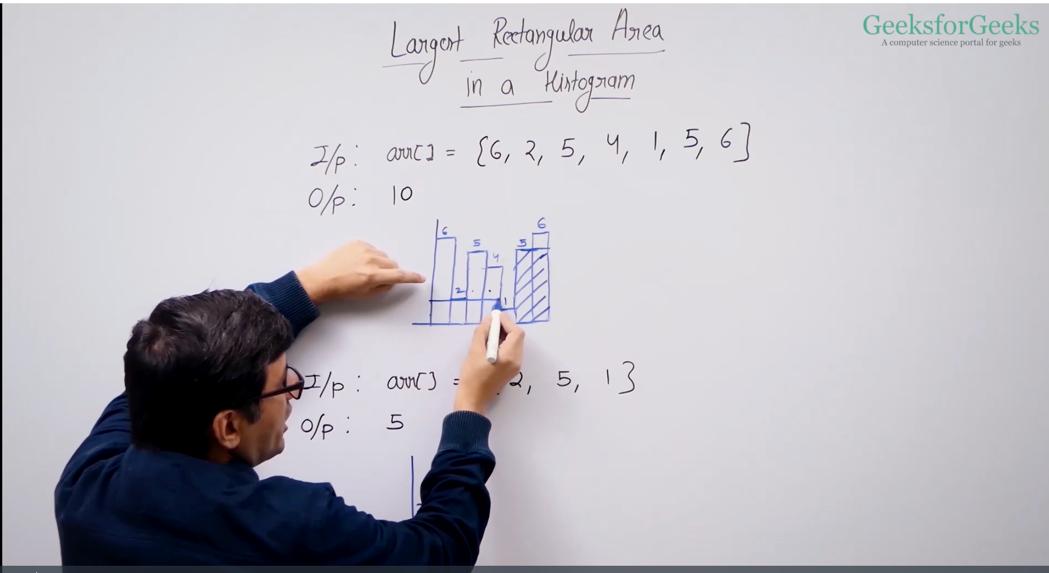 GeeksforGeeks
A computer science portal for geeks
Largest Rectangular Area
in a Histogram
I/p: arr[] = {6, 2, 5, 4, 1, 5, 6}
O/p: 10
6 2 5 4 1 5 6
I/p: arr[] = 2, 5, 1}
O/p: 5